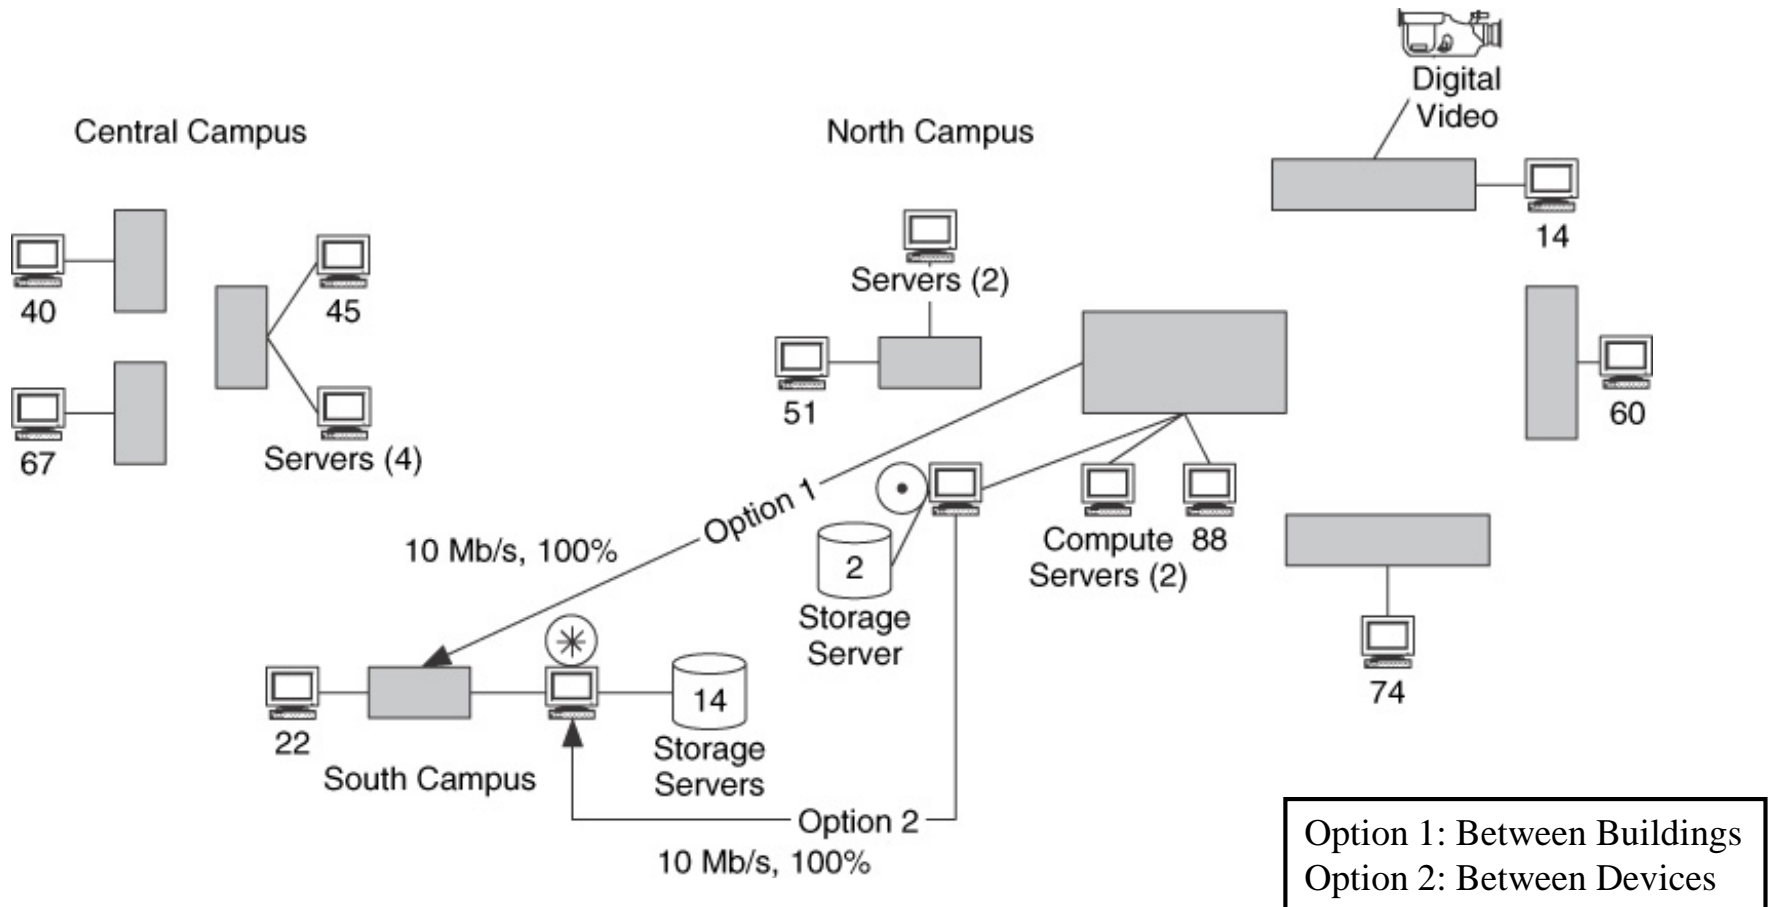 Digital
Video
Central Campus
North Campus
14
Servers (2)
40
45
51
60
67
Servers (4)
Option 1
10 Mb/s, 100%
2
Compute
Servers (2)
88
Storage
Server
14
74
22
Storage
Servers
South Campus
Option 2
10 Mb/s, 100%
Option 1: Between Buildings
Option 2: Between Devices